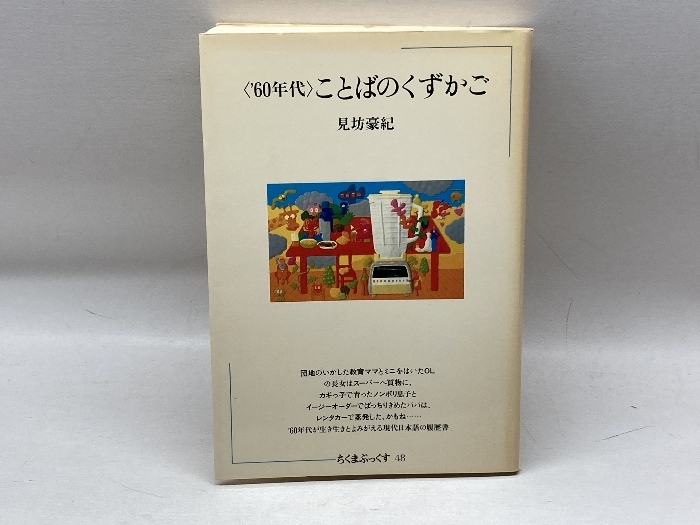 〈'60年代〉ことばのくずかご
見坊豪紀
団地のいかした教育ママとミニをはいたOL。
の長女はスーパーへ買物に、
カギっ子で育ったノンポリ息子と
イージーオーダーでばっちりきめたパパは、
レンタカーで蒸発した、かもね……
'60年代が生き生きとよみがえる現代日本語の履歴書
ちくまぶっくす 48